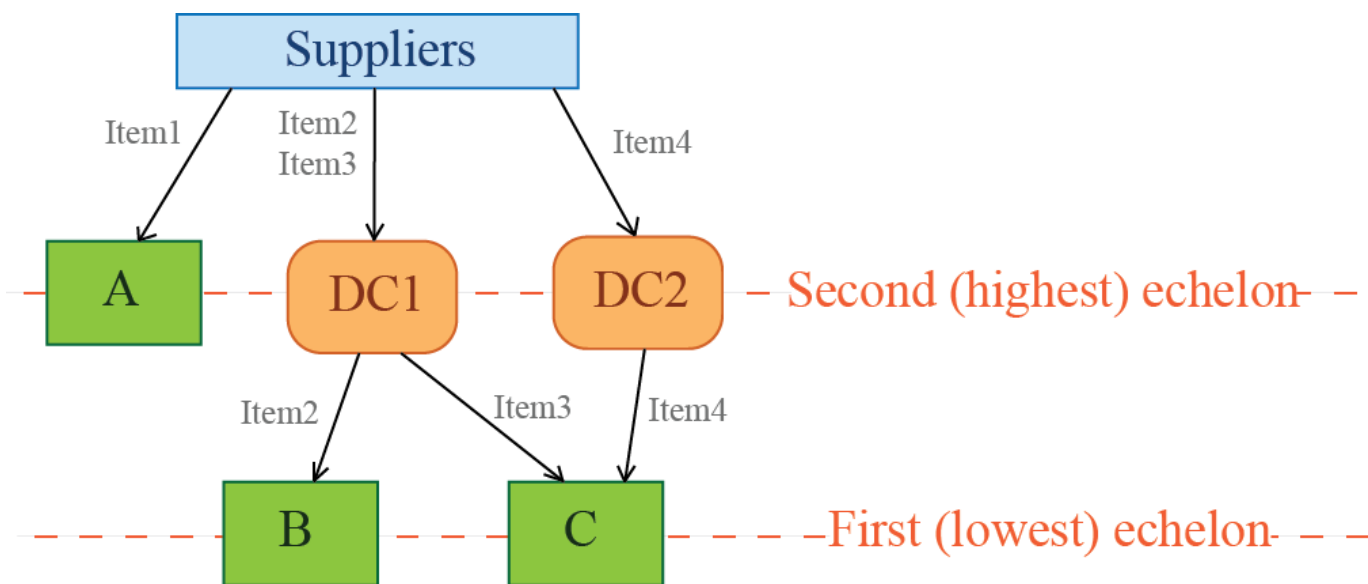 Suppliers
Item1
Item2
Item3
Item4
A
DC1
DC2
Second (highest) echelon
Item2
Item3
Item4
B
C
First (lowest) echelon